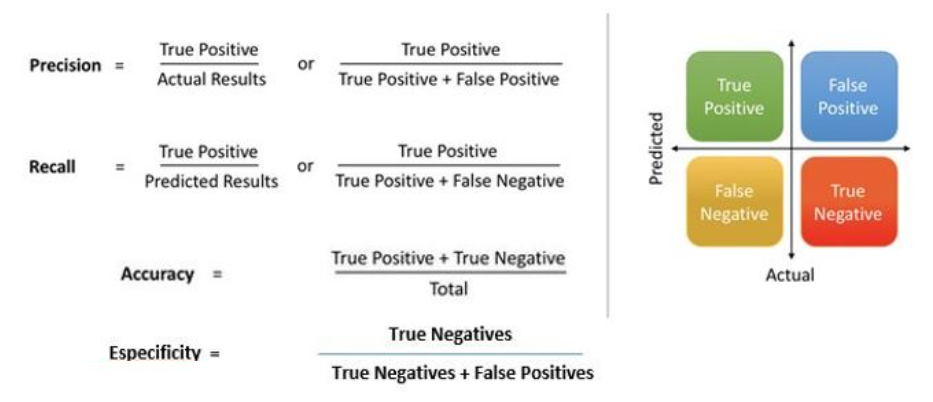 Precision = True Positive / Actual Results or True Positive / True Positive + False Positive
Recall = True Positive / Predicted Results or True Positive / True Positive + False Negative
Accuracy = True Positive + True Negative / Total
Especificity = True Negatives / True Negatives + False Positives
Predicted
True
Positive
False
Positive
False
Negative
True
Negative
Actual